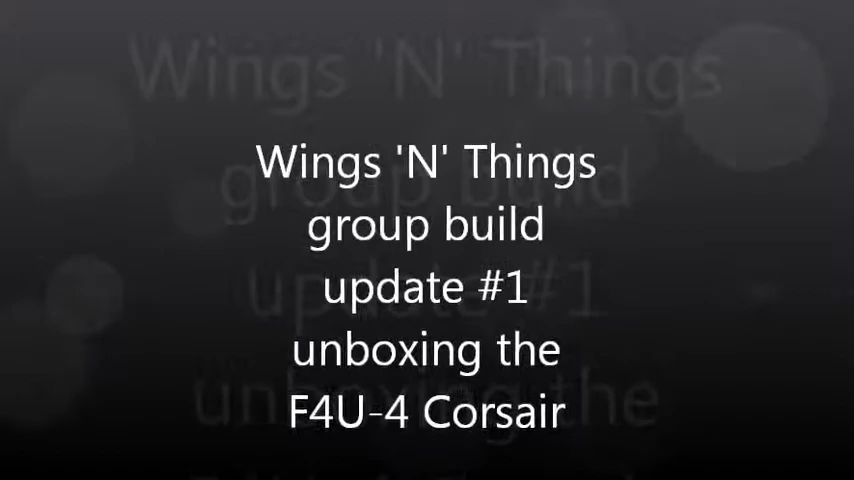 Wings 'N' Things
group build
update #1
unboxing the
F4U-4 Corsair